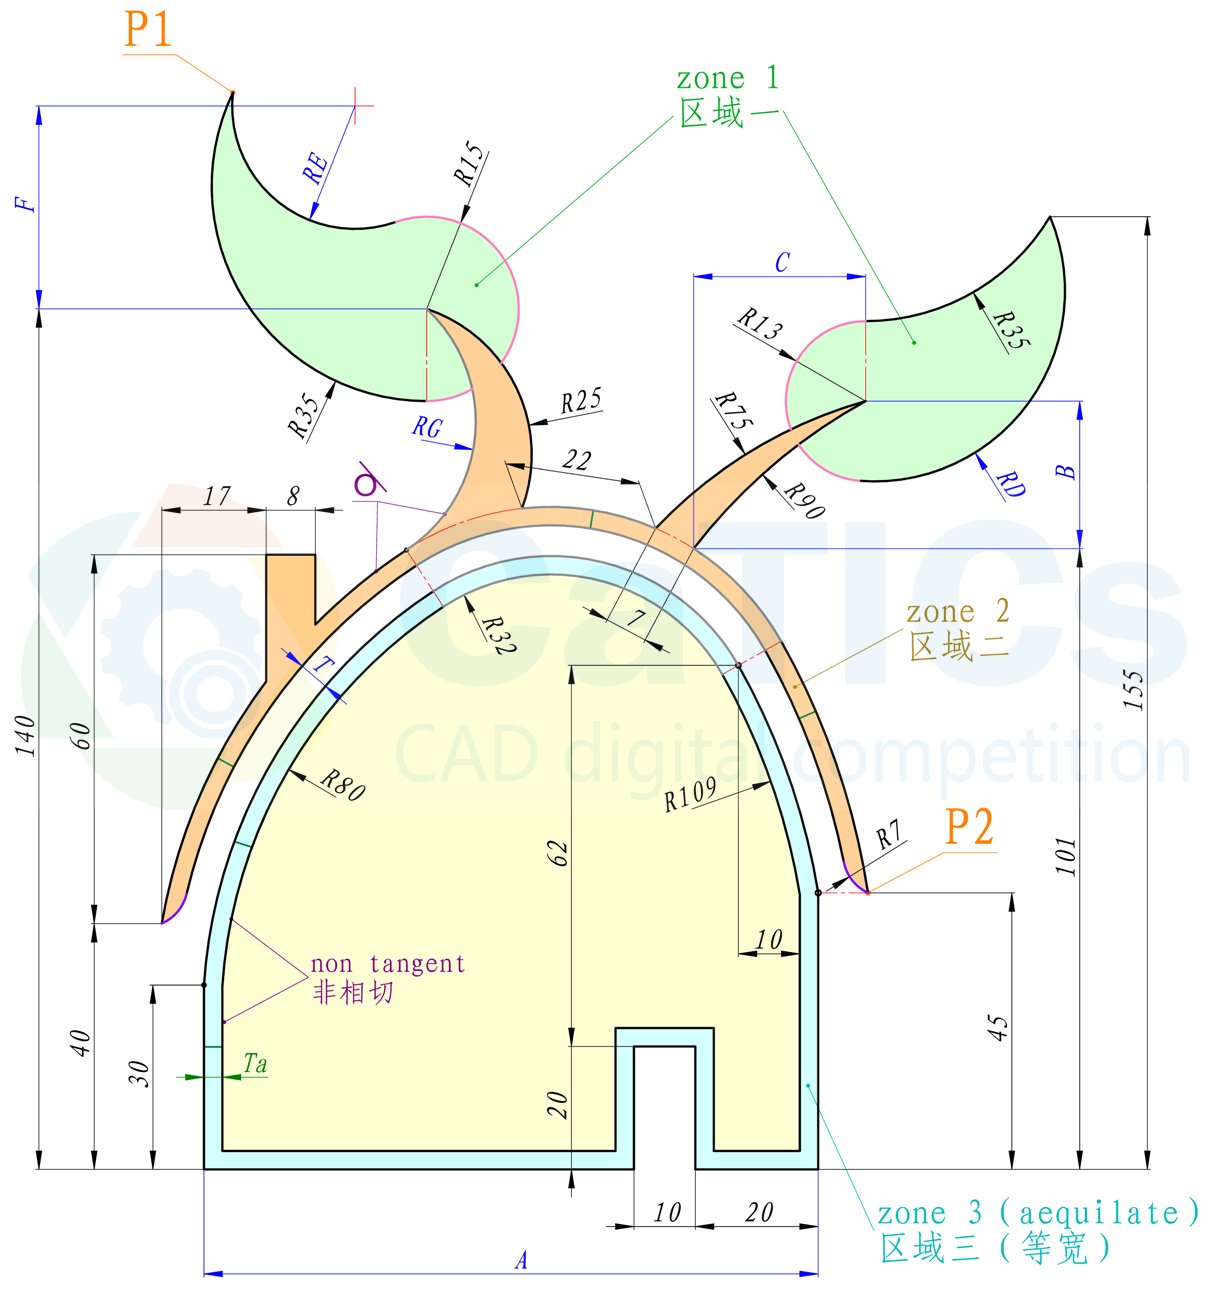 P1
zone 1
区域一
F
RE
R15
C
R13
R35
R35
R25
RG
22
R75
R90
RD
B
17
8
140
60
T
R32
7
zone 2
区域二
155
CaTICs
CAD digital competition
R80
62
R109
R7
P2
101
10
non tangent
非相切
40
30
Ta
20
45
10
20
zone 3 (aequilate)
区域三（等宽）
A